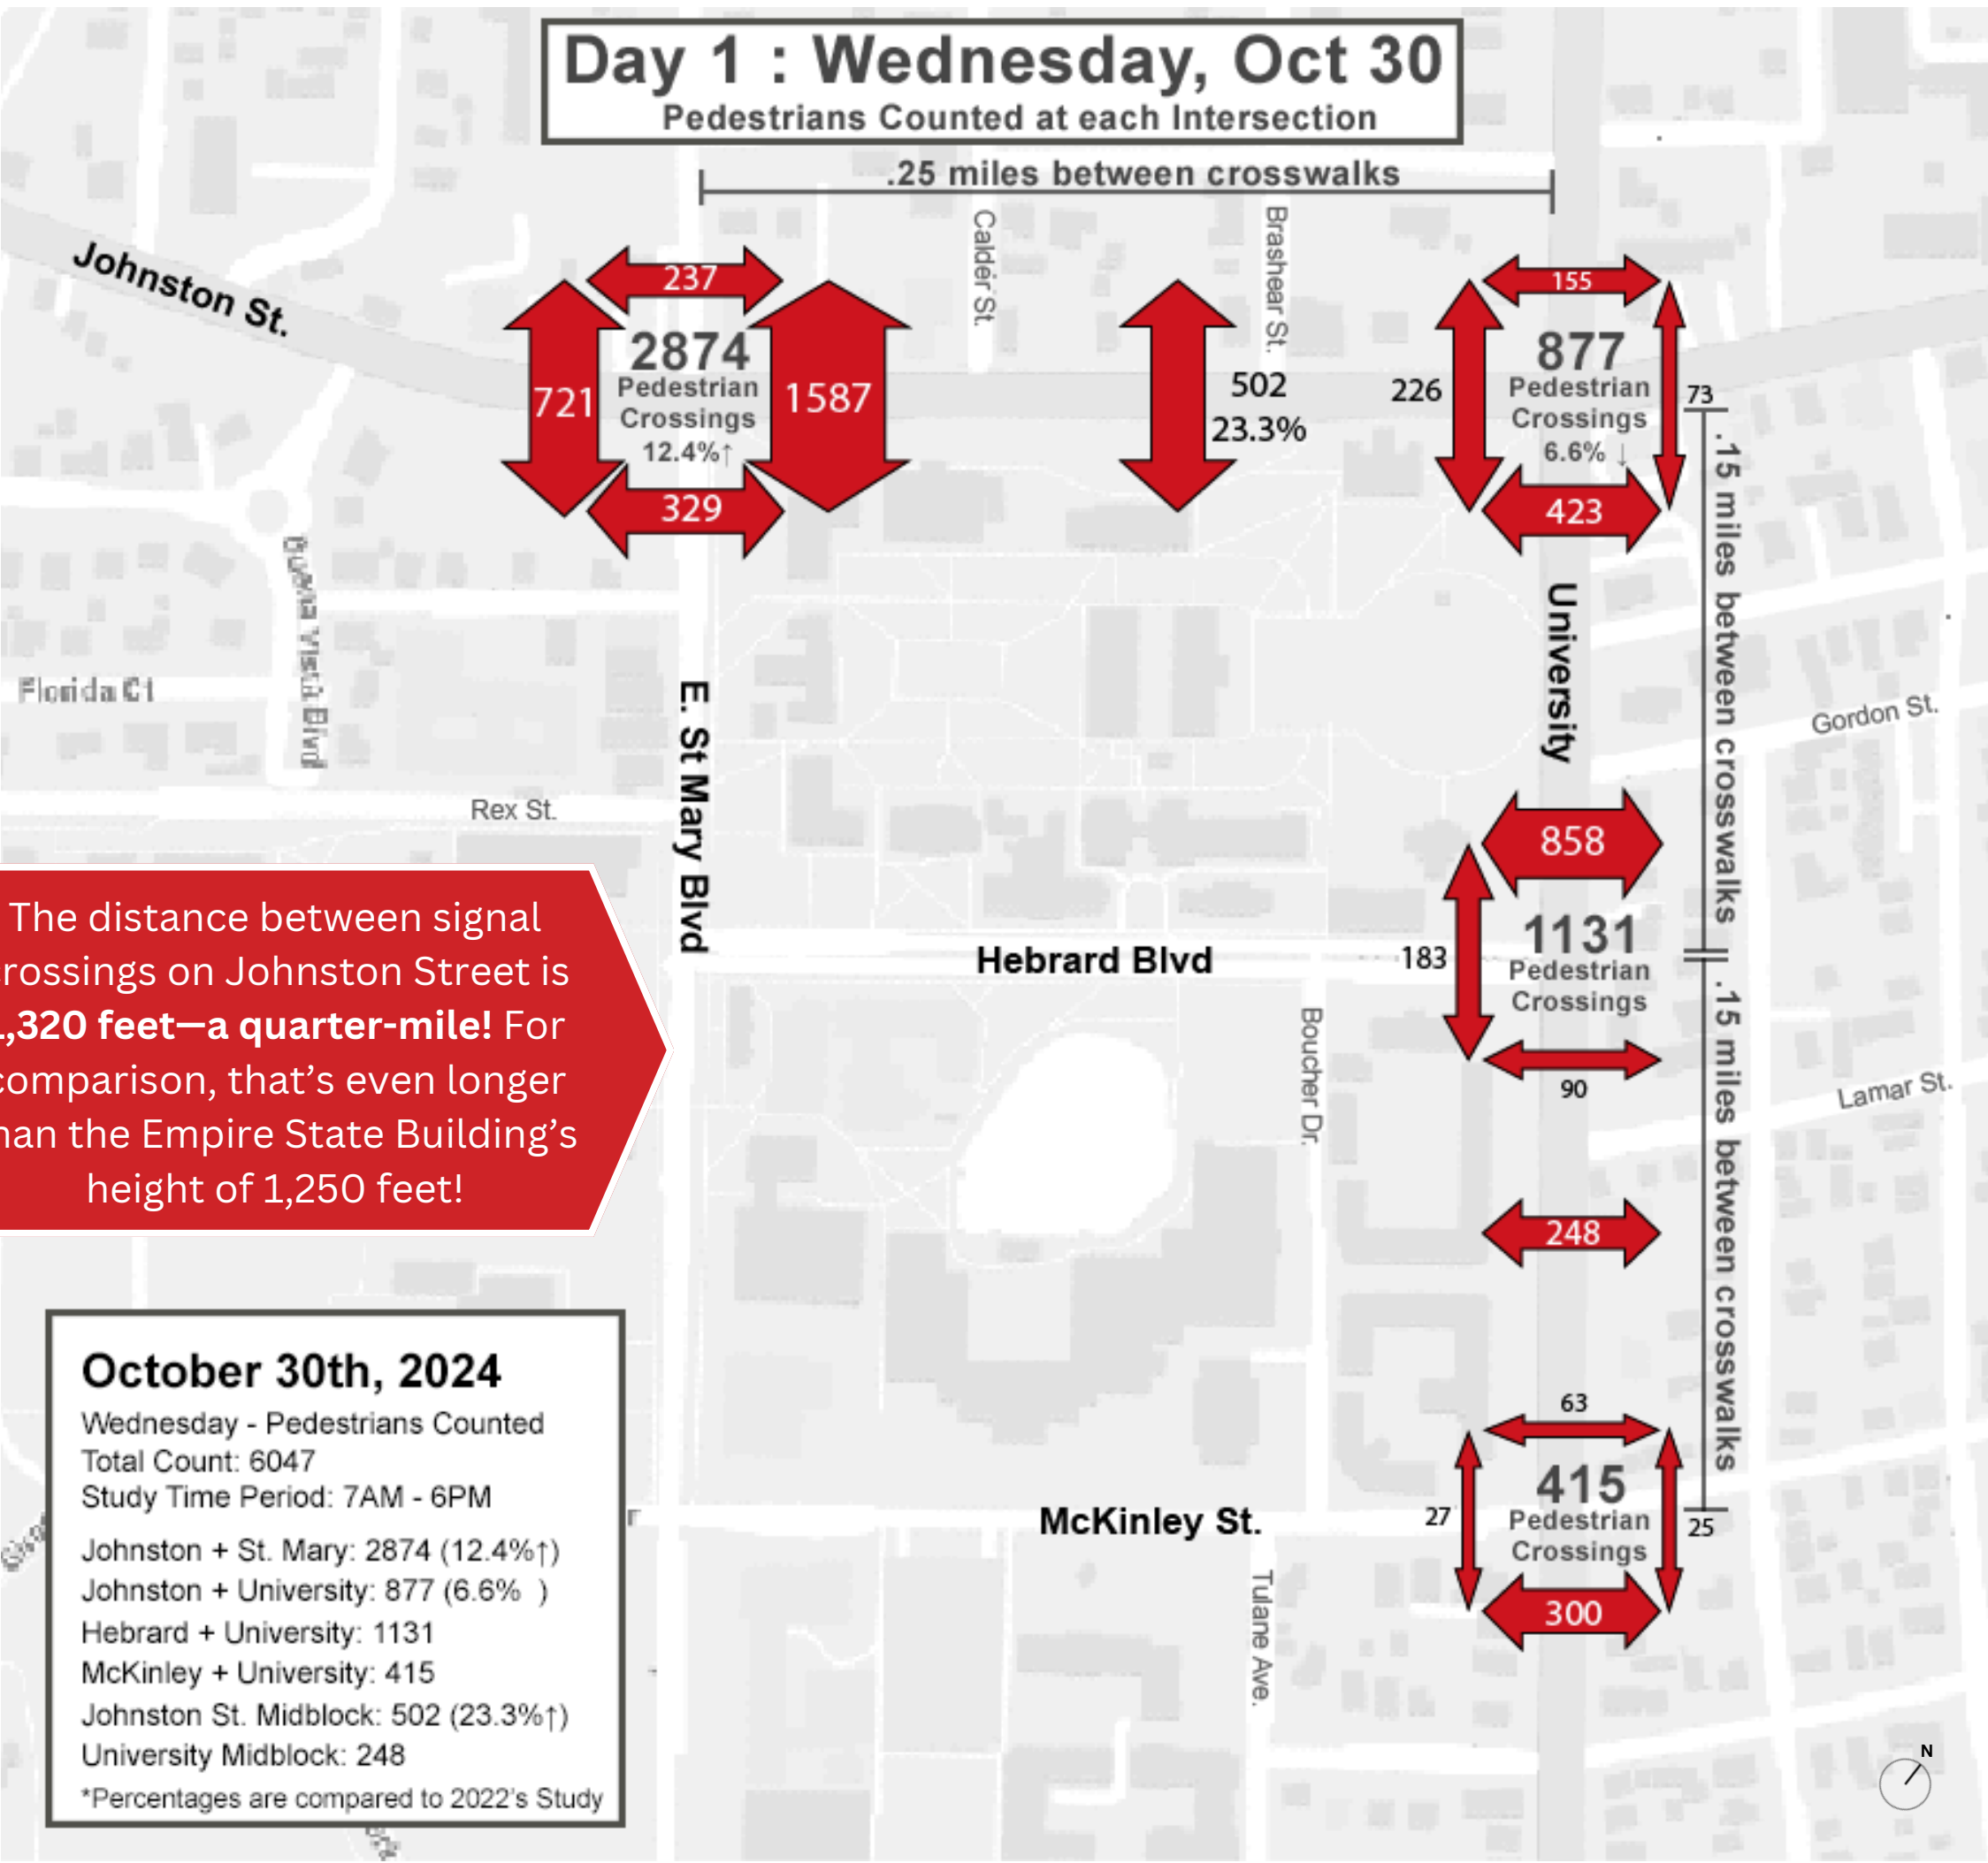 Day 1 : Wednesday, Oct 30
Pedestrians Counted at each Intersection
.25 miles between crosswalks
Johnston St.
Calder St.
Brashear St.
237
2874
Pedestrian
Crossings
12.4%↑
721
1587
329
502
23.3%
155
226
877
Pedestrian
Crossings
6.6% ↓
73
423
.15 miles between crosswalks
Buena Vista Blvd
Florida Ct
Rex St.
E. St Mary Blvd
University
Gordon St.
858
183
1131
Pedestrian
Crossings
90
Hebrard Blvd
Boucher Dr.
Lamar St.
.15 miles between crosswalks
248
63
27
415
Pedestrian
Crossings
25
300
McKinley St.
Tulane Ave.
The distance between signal
rossings on Johnston Street is
,320 feet—a quarter-mile! For
comparison, that's even longer
han the Empire State Building's
height of 1,250 feet!
October 30th, 2024
Wednesday - Pedestrians Counted
Total Count: 6047
Study Time Period: 7AM - 6PM
Johnston + St. Mary: 2874 (12.4%↑)
Johnston + University: 877 (6.6% )
Hebrard + University: 1131
McKinley + University: 415
Johnston St. Midblock: 502 (23.3%↑)
University Midblock: 248
*Percentages are compared to 2022's Study
N